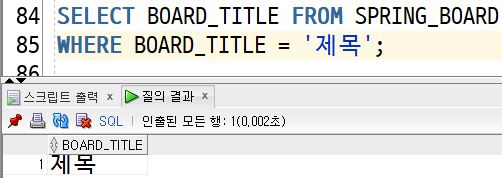 84 SELECT BOARD_TITLE FROM SPRING_BOARD
85 WHERE BOARD_TITLE = '제목';
86
스크립트 출력 x 질의 결과 x
SQL | 인출된 모든 행: 1(0,002초)
BOARD_TITLE
1 제목